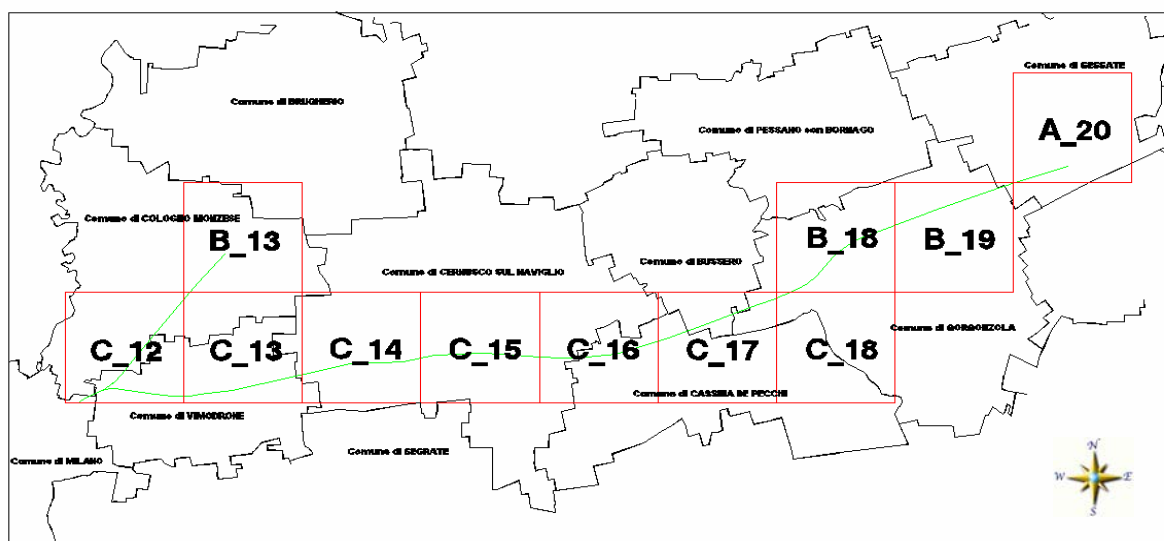 Comune di GESSATE
Comune di BRUGHERIO
Comune di PESSANO con BORNAGO
A_20
Comune di COLOGNO MONZESE
B_13
B_18
B_19
Comune di BUSSERO
Comune di CERNUSCO SUL NAVIGLIO
Comune di GORGONZOLA
C_12
C_13
C_14
C_15
C_16
C_17
C_18
Comune di CASSINA DE PECCHI
Comune di VIMODRONE
Comune di SEGRATE
Comune di MILANO
N
W
E
S